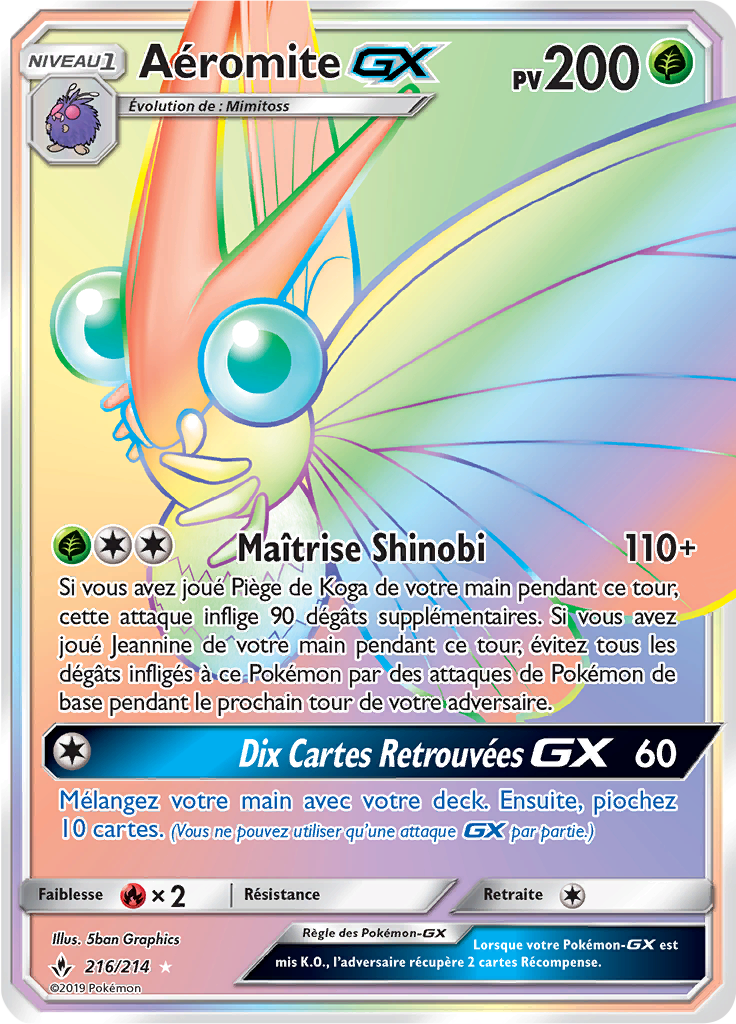 NIVEAU 1
Aéromite GX
PV 200
Évolution de : Mimitoss
Maîtrise Shinobi 110+
Si vous avez joué Piège de Koga de votre main pendant ce tour,
cette attaque inflige 90 dégâts supplémentaires. Si vous avez
joué Jeannine de votre main pendant ce tour, évitez tous les
dégâts infligés à ce Pokémon par des attaques de Pokémon de
base pendant le prochain tour de votre adversaire.
Dix Cartes Retrouvées GX 60
Mélangez votre main avec votre deck. Ensuite, piochez
10 cartes. (Vous ne pouvez utiliser qu'une attaque GX par partie.)
Faiblesse × 2 Résistance Retraite
Illus. 5ban Graphics
216/214
©2019 Pokémon
Règle des Pokémon-GX
Lorsque votre Pokémon-GX est
mis K.O., l'adversaire récupère 2 cartes Récompense.